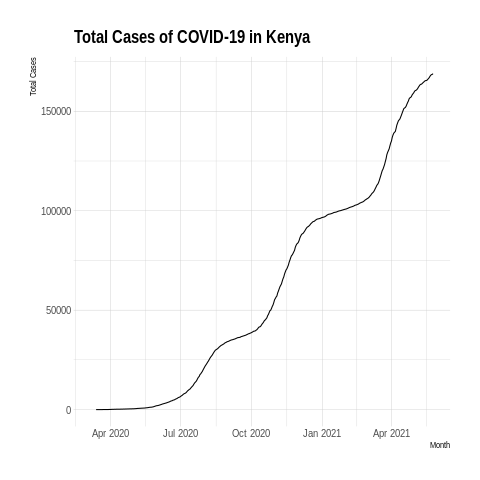 Total Cases of COVID-19 in Kenya
Total Cases
150000
100000
50000
0
Apr 2020 Jul 2020 Oct 2020 Jan 2021 Apr 2021
Month